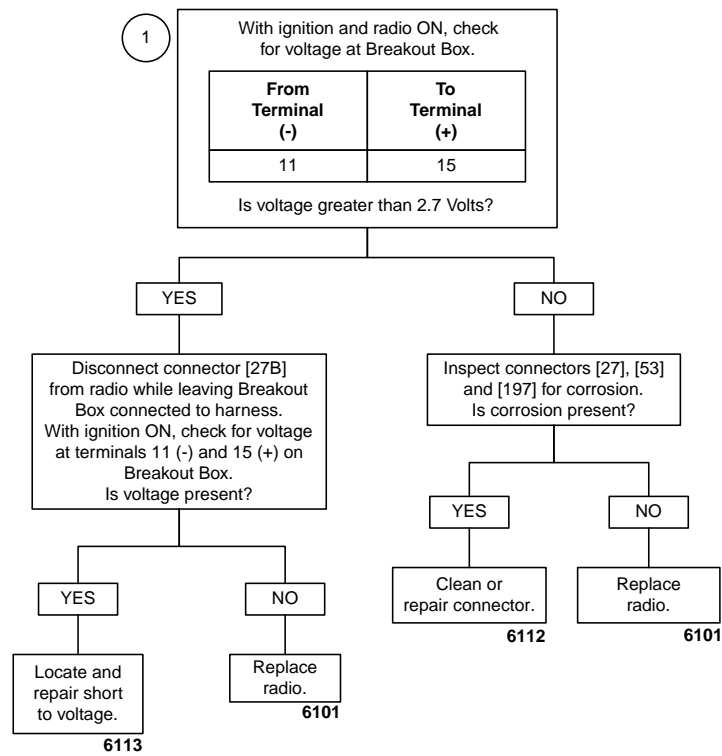 1
With ignition and radio ON, check
for voltage at Breakout Box.
From
Terminal
(-)
To
Terminal
(+)
11
15
Is voltage greater than 2.7 Volts?
YES
NO
Disconnect connector [27B]
from radio while leaving Breakout
Box connected to harness.
With ignition ON, check for voltage
at terminals 11 (-) and 15 (+) on
Breakout Box.
Is voltage present?
Inspect connectors [27], [53]
and [197] for corrosion.
Is corrosion present?
YES
NO
YES
NO
Locate and
repair short
to voltage.
6113
Replace
radio.
6101
Clean or
repair connector.
6112
Replace
radio.
6101